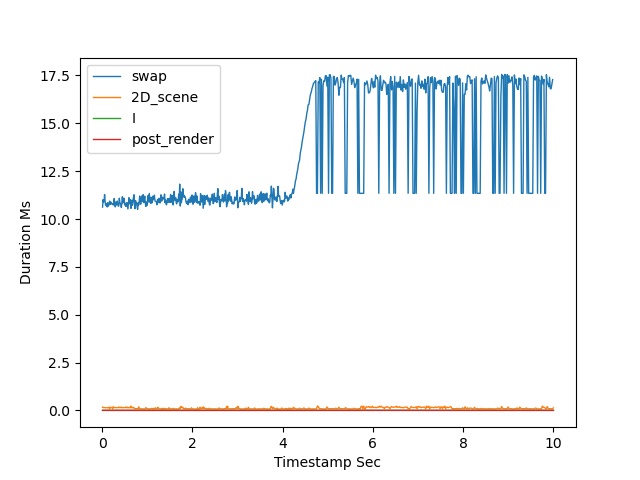 swap
2D_scene
I
post_render
17.5
15.0
12.5
10.0
7.5
5.0
2.5
0.0
Duration Ms
0 2 4 6 8 10
Timestamp Sec